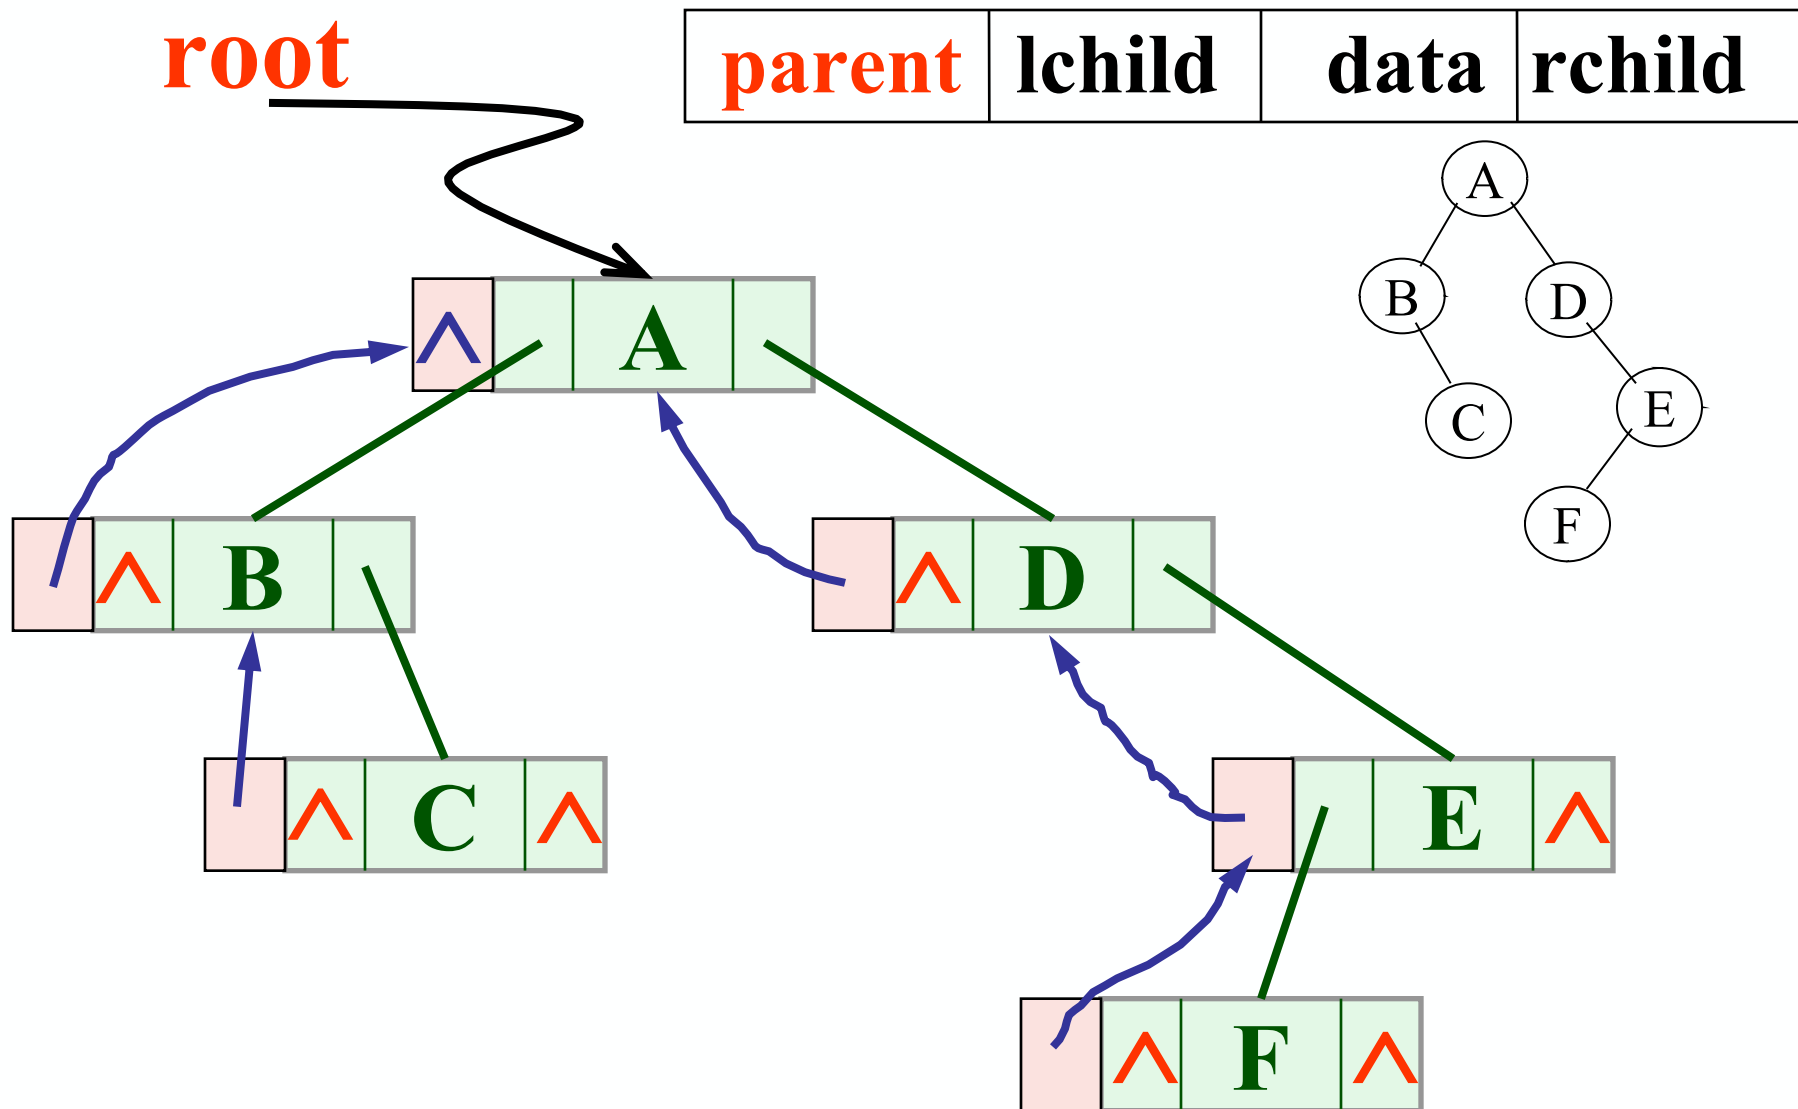 root
parent lchild data rchild
A
B D
C E
F
^ A
^ B ^ D
^ C ^ E ^
^ F ^